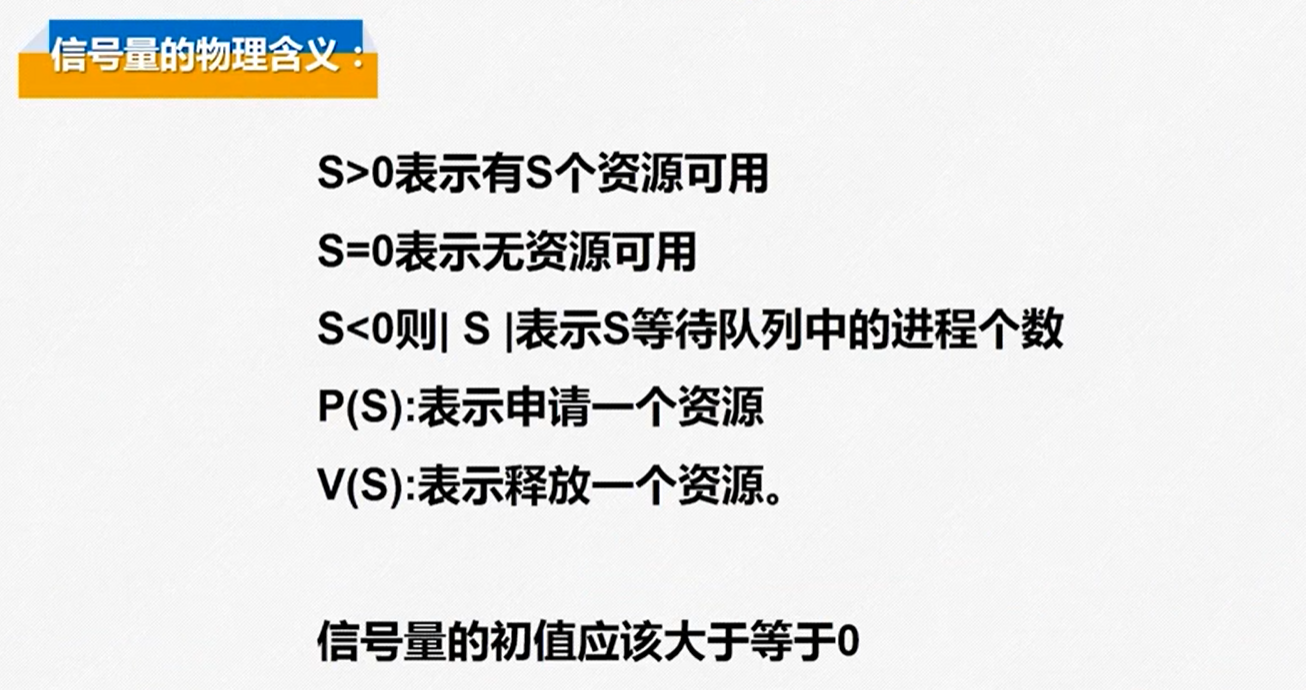 信号量的物理含义：
S>0表示有S个资源可用
S=0表示无资源可用
S<0则| S |表示S等待队列中的进程个数
P(S):表示申请一个资源
V(S):表示释放一个资源。
信号量的初值应该大于等于0